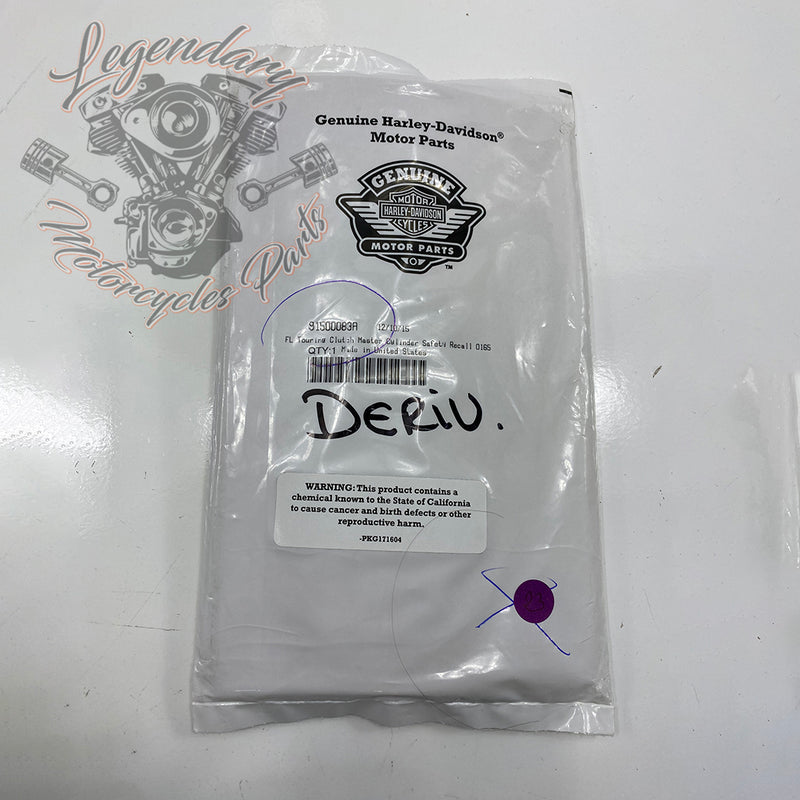 Legendary
Motorcycles Parts
Genuine Harley-Davidson®
Motor Parts
GENUINE
MOTOR
HARLEY-DAVIDSON
CYCLES
MOTOR PARTS
™
91500083A 12/10/15
FL Touring Clutch Master Cylinder Safety Recall 0165
QTY:1 Made in United States
DERIV.
WARNING: This product contains a
chemical known to the State of California
to cause cancer and birth defects or other
reproductive harm.
-PKG171604